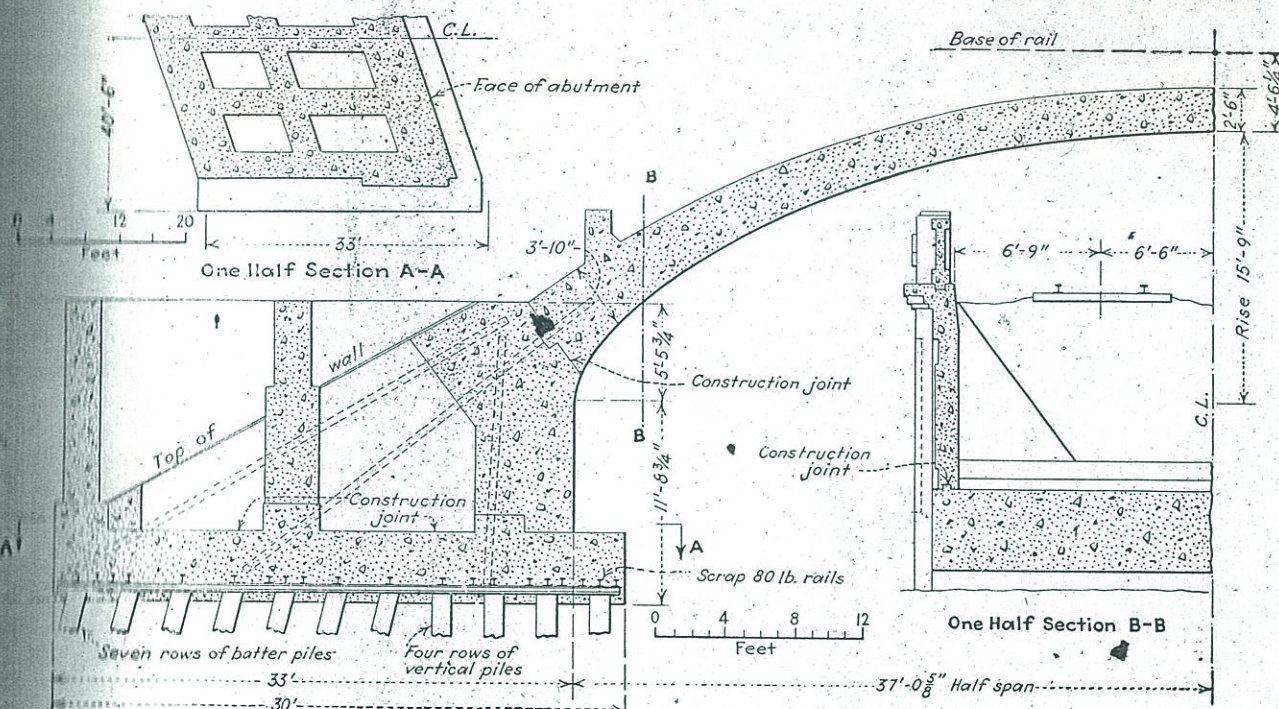 C.L.
Base of rail
Face of abutment
40'-6"
2'-6"
4'-6½"
0 4 12 20
Feet
33'
One Half Section A-A
B
3'-10"
6'-9"
6'-6"
Rise 15'-9"
wall
5'-5¾"
Construction joint
C.L.
B
Top of
11'-8¾"
Construction
joint
Construction
joint
A
A
Scrap 80 lb. rails
0 4 8 12
Feet
One Half Section B-B
Seven rows of batter piles
Four rows of
vertical piles
33'
37'-0⅝" Half span
30'